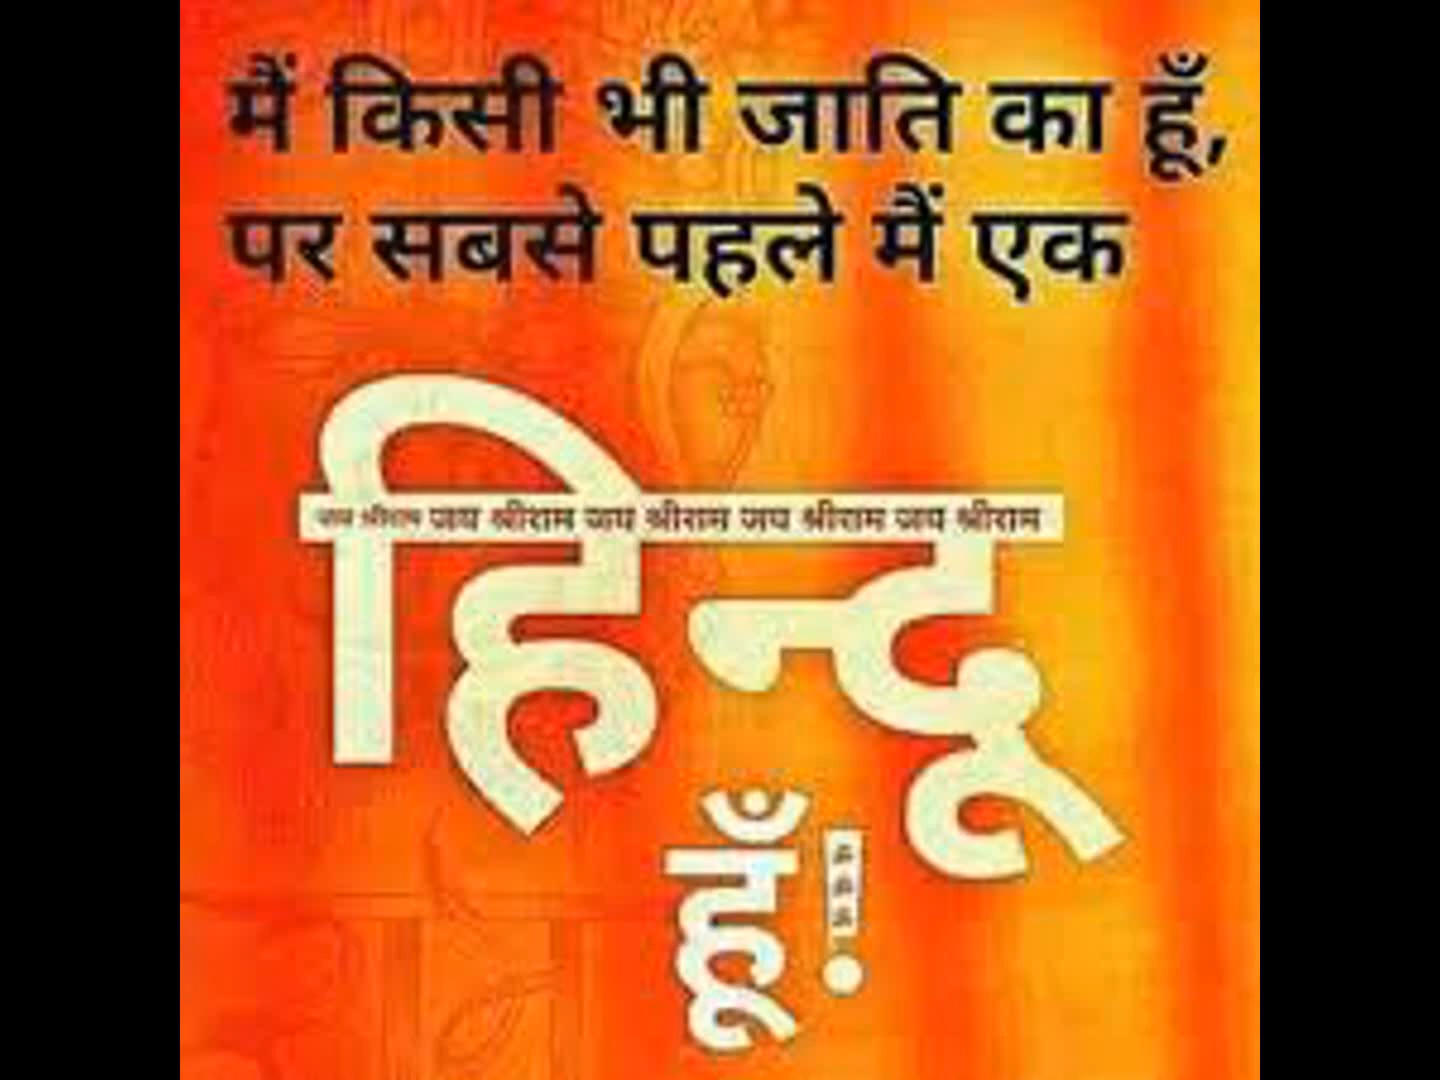 मैं किसी भी जाति का हूँ,
पर सबसे पहले मैं एक
हिन्दू
जय श्रीराम जय श्रीराम जय श्रीराम जय श्रीराम जय श्रीराम
हूँ!